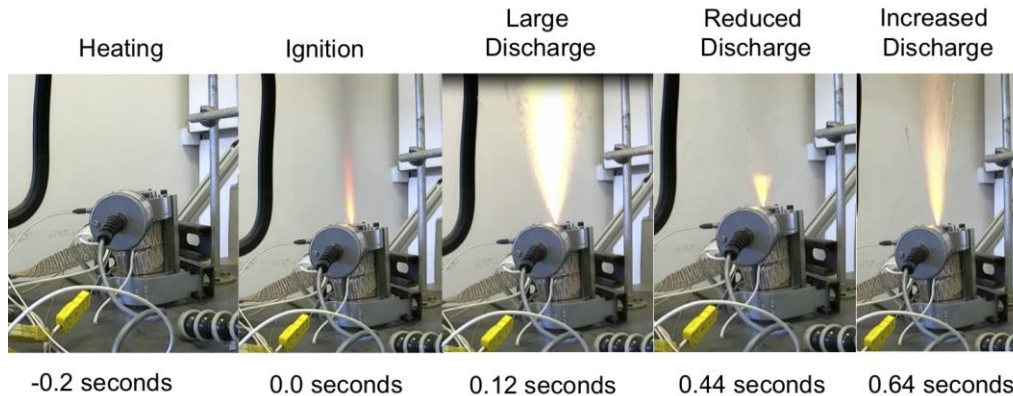 Heating
Ignition
Large
Discharge
Reduced
Discharge
Increased
Discharge
-0.2 seconds
0.0 seconds
0.12 seconds
0.44 seconds
0.64 seconds